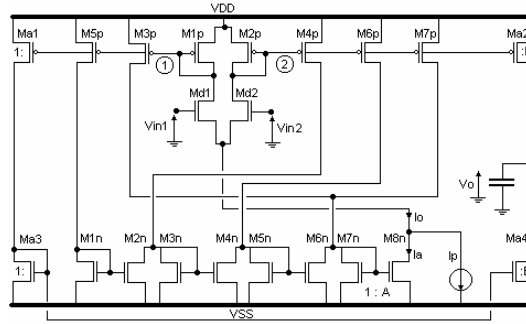 VDD
Ma1 M5p M3p M1p M2p M4p M6p M7p Ma2
1:
1 2
Md1 Md2
Vin1 Vin2
Vo
Io
Ma3 M1n M2n M3n M4n M5n M6n M7n M8n Ma4
Ia Ip
1:
1 : A
VSS